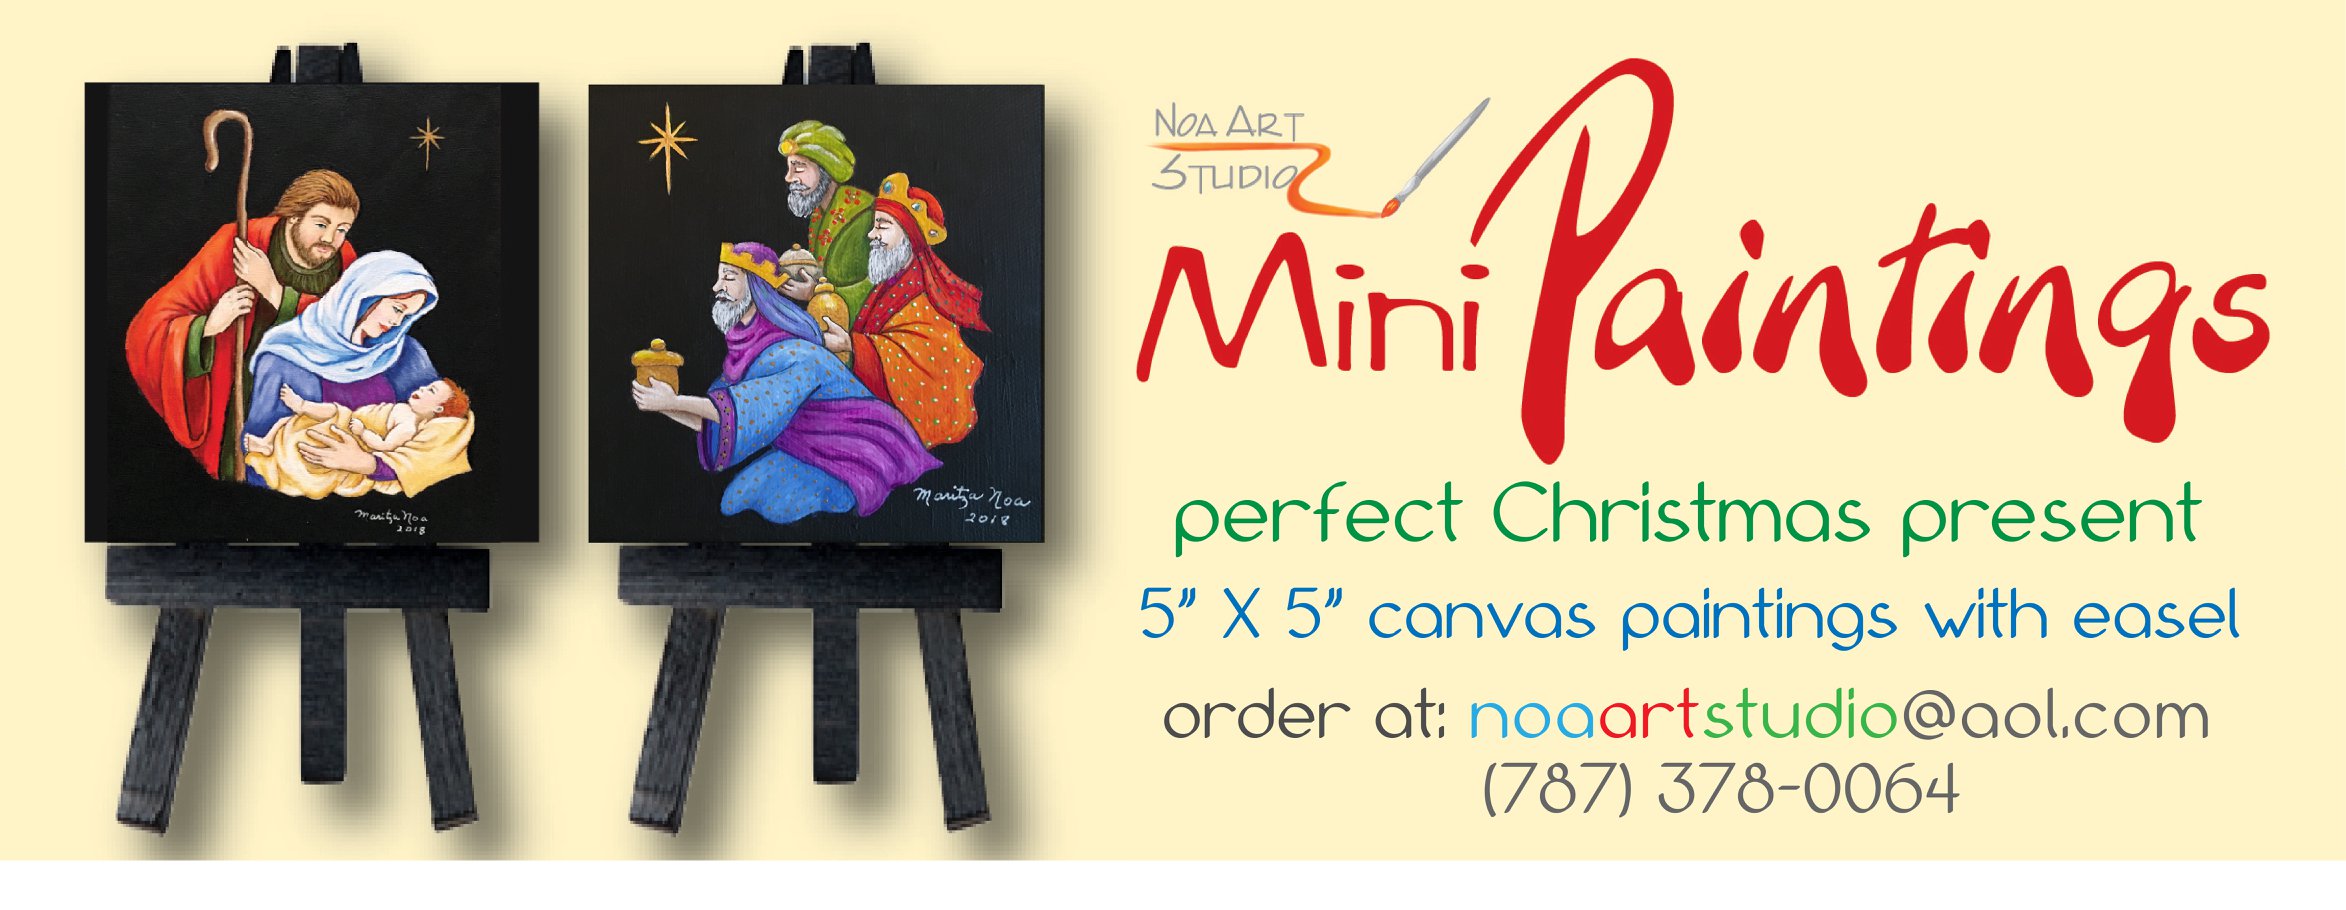 Maritza Noa
2018
Maritza Noa
2018
NOA ART
STUDIO
Mini Paintings
perfect Christmas present
5" X 5" canvas paintings with easel
order at: noaartstudio@aol.com
(787) 378-0064